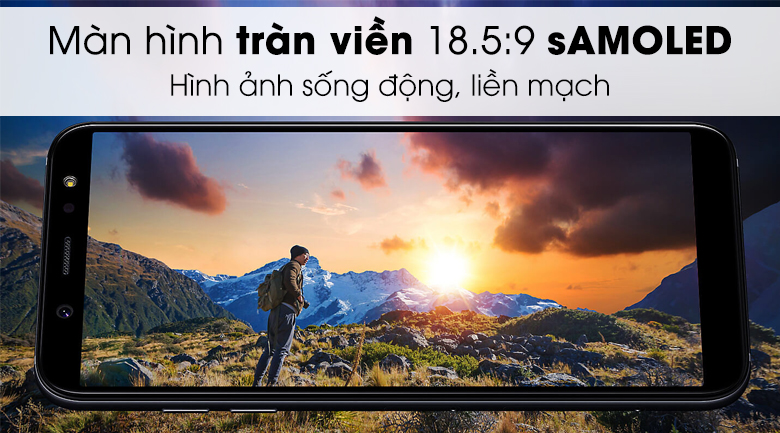 Màn hình tràn viền 18.5:9 sAMOLED
Hình ảnh sống động, liền mạch